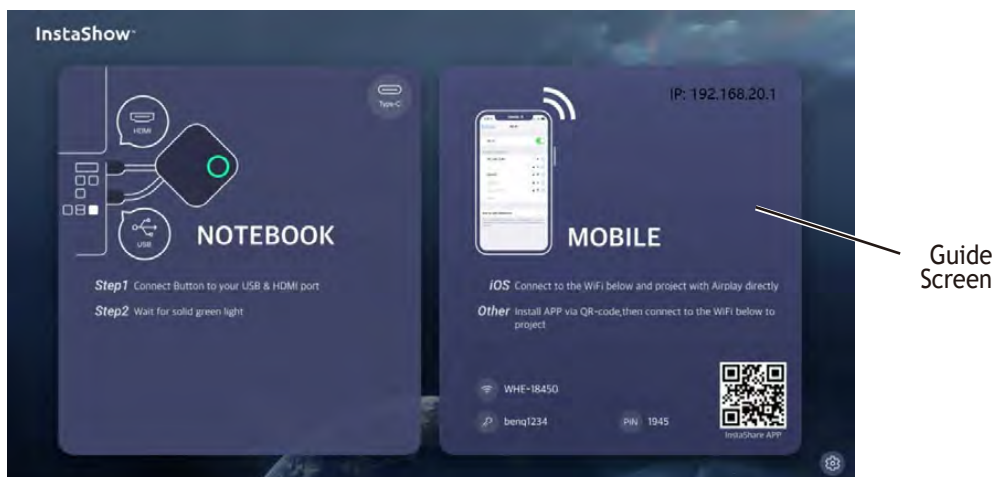 InstaShow™
HDMI
Type-C
USB
NOTEBOOK
Step1 Connect Button to your USB & HDMI port
Step2 Wait for solid green light
IP: 192.168.20.1
MOBILE
iOS Connect to the WiFi below and project with Airplay directly
Other Install APP via QR-code,then connect to the WiFi below to
project
WHE-18450
benq1234
PIN 1945
InstaShare APP
Guide
Screen